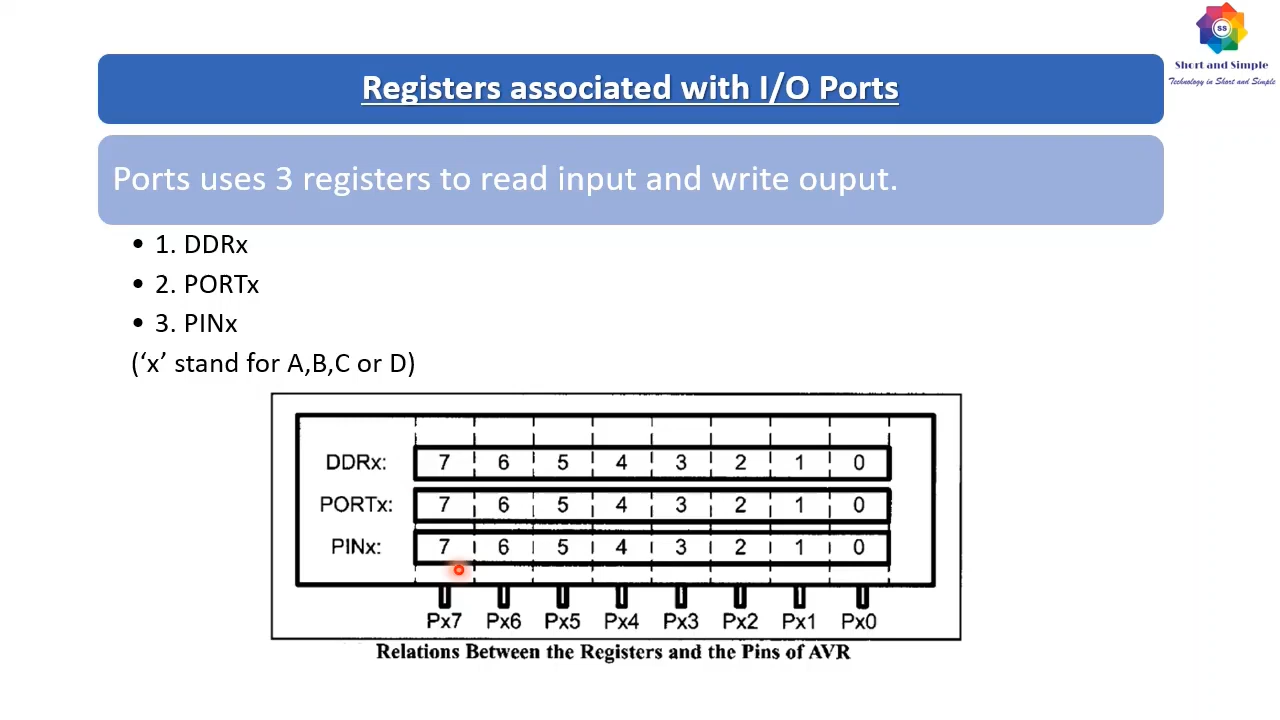 SS
Short and Simple
Technology in Short and Simple
Registers associated with I/O Ports
Ports uses 3 registers to read input and write ouput.
• 1. DDRx
• 2. PORTx
• 3. PINx
(‘x’ stand for A,B,C or D)
DDRx: 7 6 5 4 3 2 1 0
PORTx: 7 6 5 4 3 2 1 0
PINx: 7 6 5 4 3 2 1 0
Px7 Px6 Px5 Px4 Px3 Px2 Px1 Px0
Relations Between the Registers and the Pins of AVR